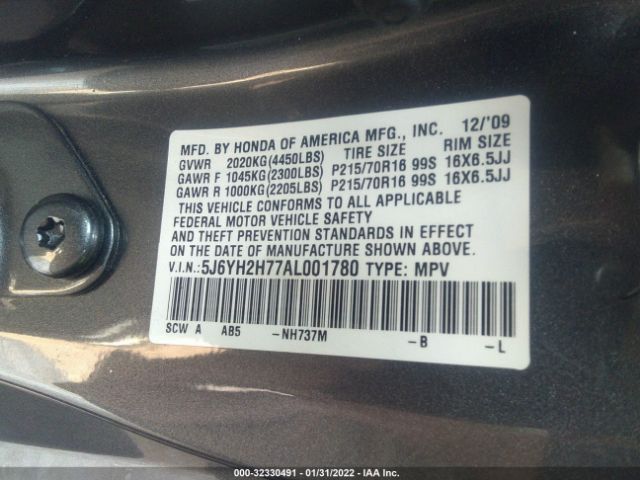 MFD. BY HONDA OF AMERICA MFG., INC. 12/'09
GVWR 2020KG(4450LBS) TIRE SIZE RIM SIZE
GAWR F 1045KG(2300LBS) P215/70R16 99S 16X6.5JJ
GAWR R 1000KG(2205LBS) P215/70R16 99S 16X6.5JJ
THIS VEHICLE CONFORMS TO ALL APPLICABLE
FEDERAL MOTOR VEHICLE SAFETY
AND THEFT PREVENTION STANDARDS IN EFFECT
ON THE DATE OF MANUFACTURE SHOWN ABOVE.
V.I.N.:5J6YH2H77AL001780 TYPE: MPV
SCW A AB5 -NH737M -B -L
000-32330491 - 01/31/2022 - IAA Inc.